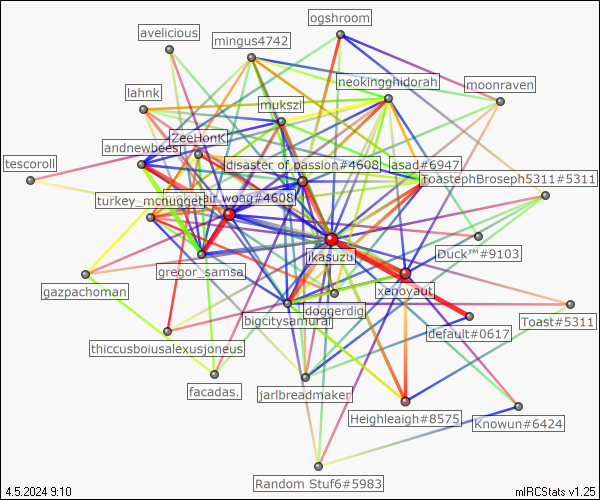 ogshroom
avelicious
mingus4742
neokingghidorah
moonraven
lahnk
mukszi
ZeeHonK
andnewbees
tescoroll
disaster of passion#4608
asad#6947
ToastephBroseph5311#5311
turkey_mcnugget
air woag#4608
ikasuzu
Duck™#9103
gregor_samsa
xenoyaut
gazpachoman
doggerdig
bigcitysamurai
Toast#5311
default#0617
thiccusboiusalexusjoneus
facadas.
jarlbreadmaker
Heighleaigh#8575
Knowun#6424
Random Stuf6#5983
4.5.2024 9:10
mIRCStats v1.25